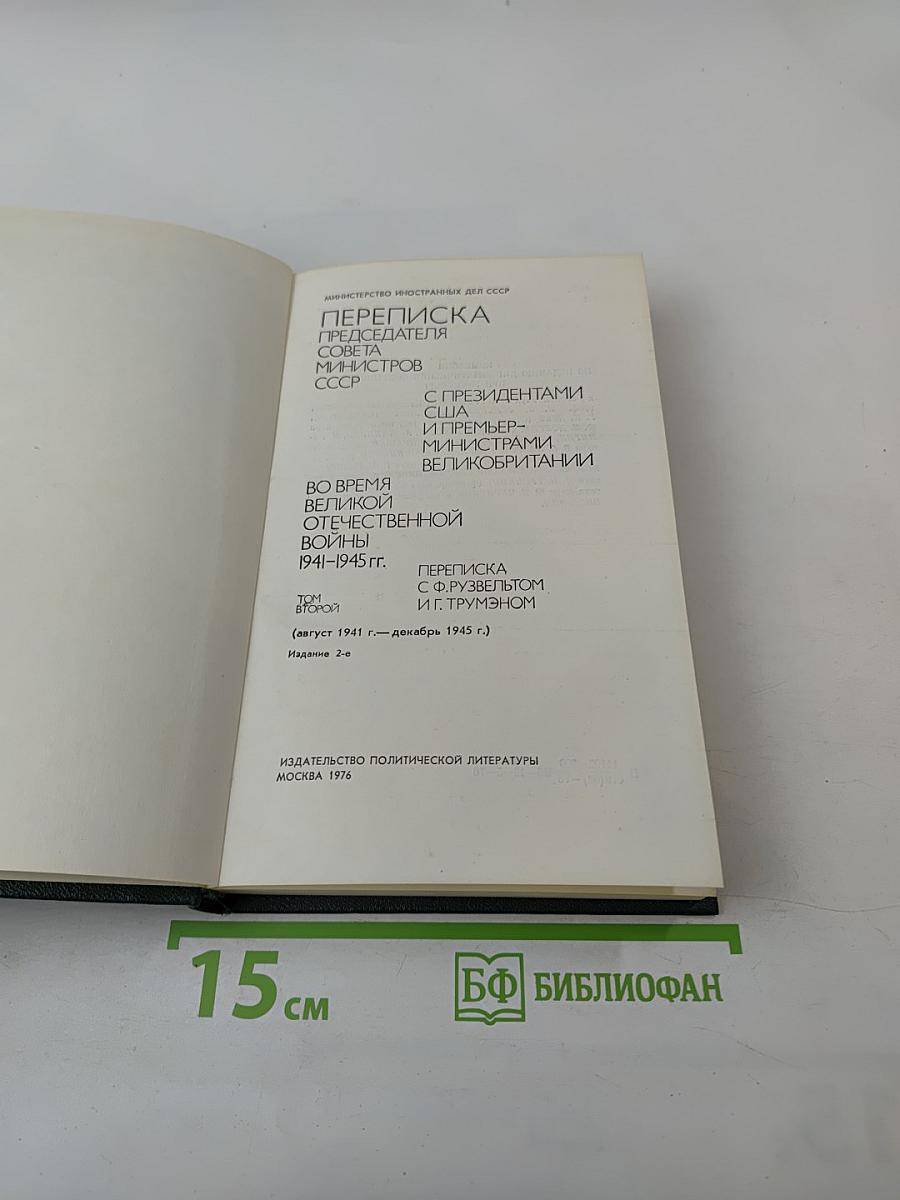 МИНИСТЕРСТВО ИНОСТРАННЫХ ДЕЛ СССР
ПЕРЕПИСКА
ПРЕДСЕДАТЕЛЯ
СОВЕТА
МИНИСТРОВ
СССР
С ПРЕЗИДЕНТАМИ
США
И ПРЕМЬЕР-
МИНИСТРАМИ
ВЕЛИКОБРИТАНИИ
ВО ВРЕМЯ
ВЕЛИКОЙ
ОТЕЧЕСТВЕННОЙ
ВОЙНЫ
1941–1945 гг.
ТОМ
ВТОРОЙ
ПЕРЕПИСКА
С Ф. РУЗВЕЛЬТОМ
И Г. ТРУМЭНОМ
(август 1941 г.— декабрь 1945 г.)
Издание 2-е
ИЗДАТЕЛЬСТВО ПОЛИТИЧЕСКОЙ ЛИТЕРАТУРЫ
МОСКВА 1976
15 см
БФ БИБЛИОФАН